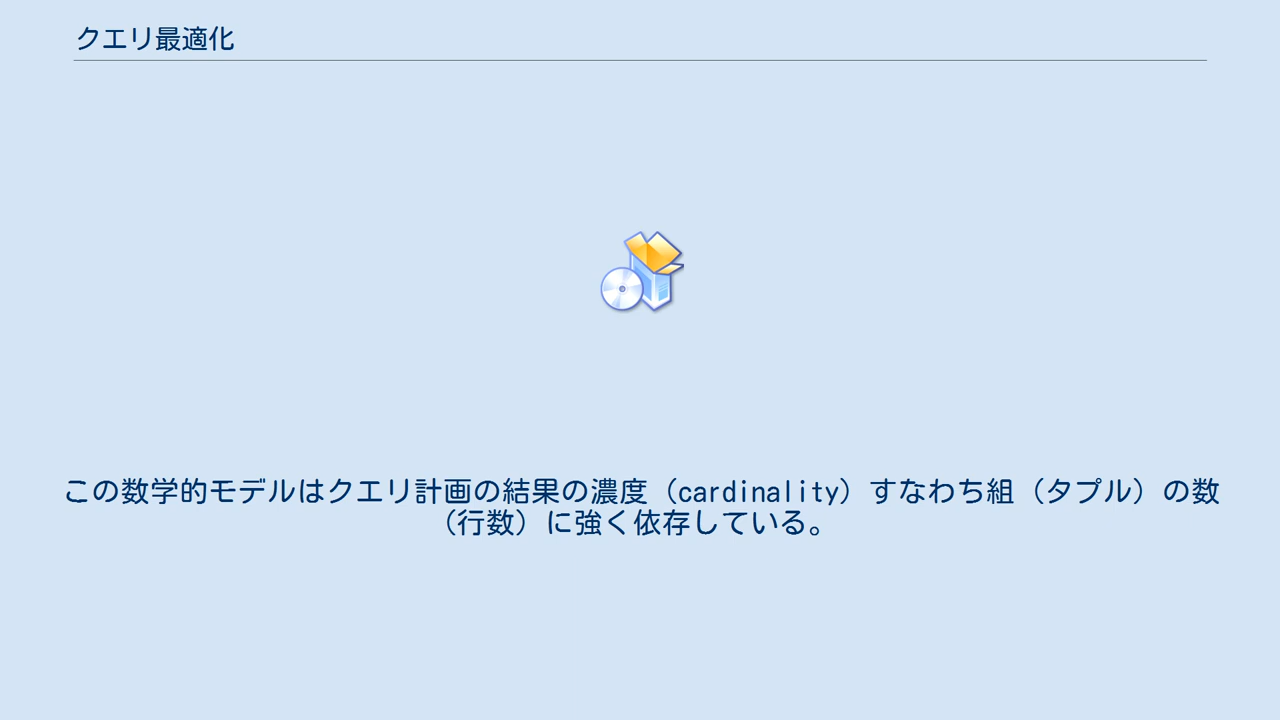 クエリ最適化
この数学的モデルはクエリ計画の結果の濃度（cardinality）すなわち組（タプル）の数
（行数）に強く依存している。